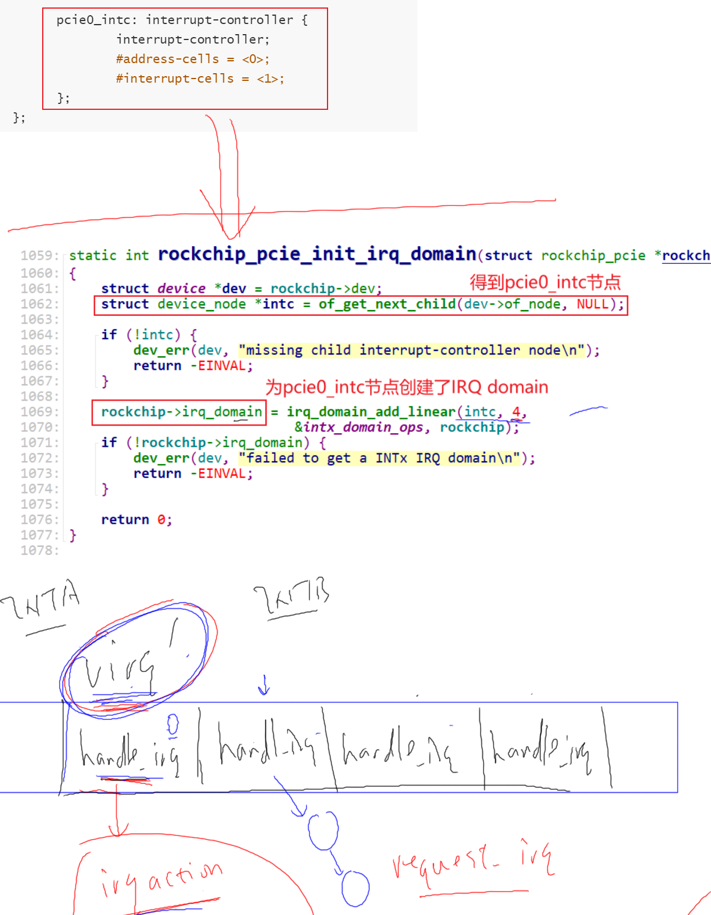 pcie0_intc: interrupt-controller {
interrupt-controller;
#address-cells = <0>;
#interrupt-cells = <1>;
};
};
1059: static int rockchip_pcie_init_irq_domain(struct rockchip_pcie *rockch
1060: {
1061: struct device *dev = rockchip->dev; 得到pcie0_intc节点
1062: struct device_node *intc = of_get_next_child(dev->of_node, NULL);
1063:
1064: if (!intc) {
1065: dev_err(dev, "missing child interrupt-controller node\n");
1066: return -EINVAL;
1067: }
1068: 为pcie0_intc节点创建了IRQ domain
1069: rockchip->irq_domain = irq_domain_add_linear(intc, 4,
1070: &intx_domain_ops, rockchip);
1071: if (!rockchip->irq_domain) {
1072: dev_err(dev, "failed to get a INTx IRQ domain\n");
1073: return -EINVAL;
1074: }
1075:
1076: return 0;
1077: }
1078:
INTA INTB
virq
0
handle_irq handl_irq handle_irq handle_irq
irq action request_irq